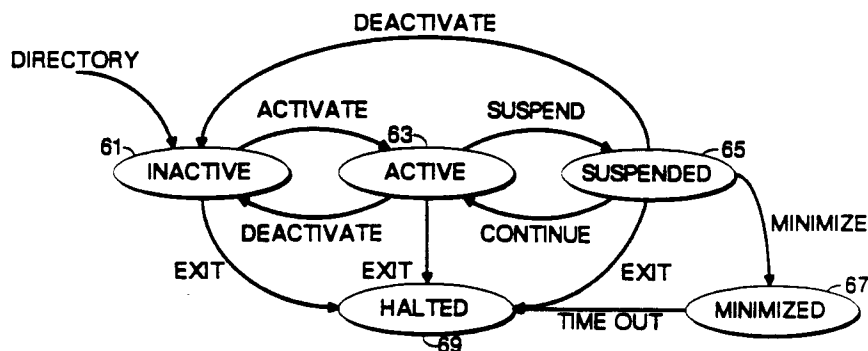 DEACTIVATE
DIRECTORY
ACTIVATE
SUSPEND
61
63
65
INACTIVE
ACTIVE
SUSPENDED
DEACTIVATE
CONTINUE
MINIMIZE
EXIT
EXIT
EXIT
67
HALTED
TIME OUT
MINIMIZED
69